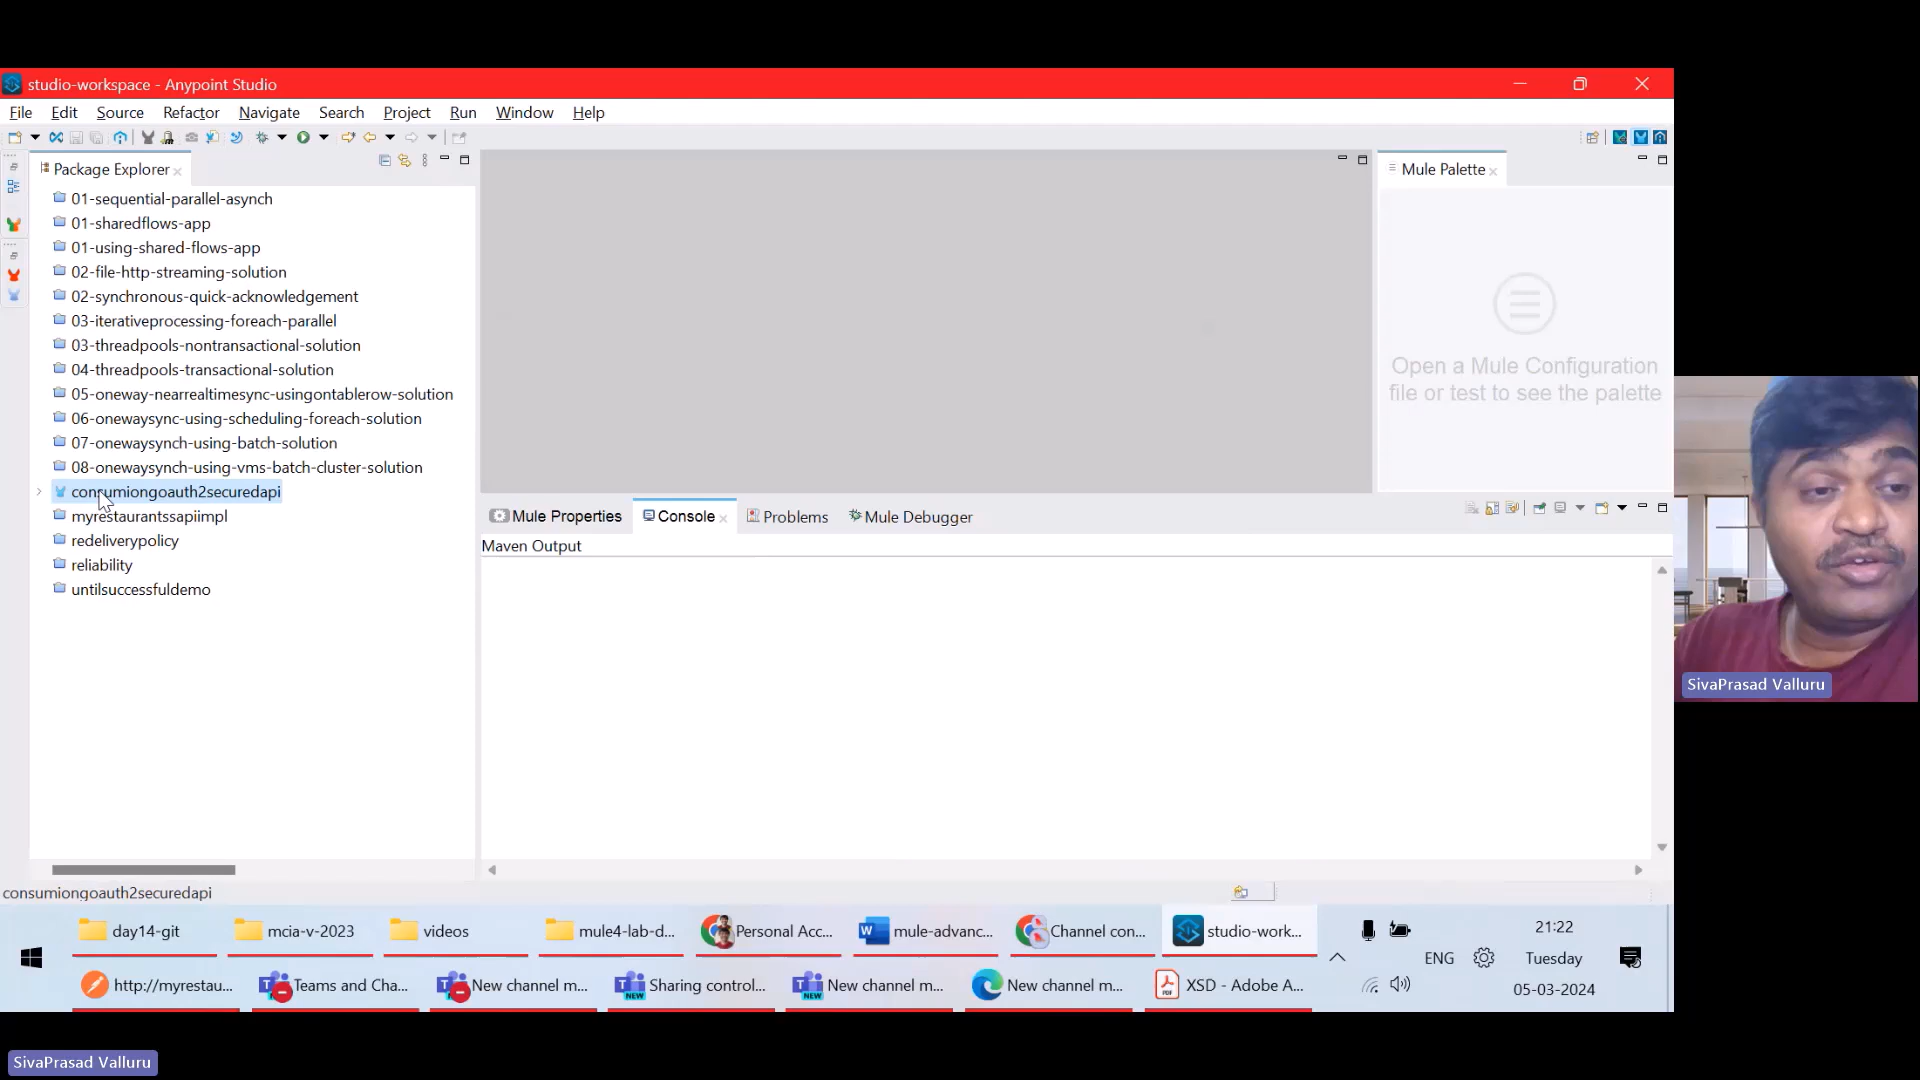 studio-workspace - Anypoint Studio
File Edit Source Refactor Navigate Search Project Run Window Help
Package Explorer
Mule Palette
01-sequential-parallel-asynch
01-sharedflows-app
01-using-shared-flows-app
02-file-http-streaming-solution
02-synchronous-quick-acknowledgement
03-iterativeprocessing-foreach-parallel
03-threadpools-nontransactional-solution
04-threadpools-transactional-solution
05-oneway-nearrealtimesync-usingontablerow-solution
06-onewaysync-using-scheduling-foreach-solution
07-onewaysynch-using-batch-solution
08-onewaysynch-using-vms-batch-cluster-solution
consumiongoauth2securedapi
myrestaurantssapiimpl
redeliverypolicy
reliability
untilsuccessfuldemo
Open a Mule Configuration
file or test to see the palette
Mule Properties Console Problems Mule Debugger
Maven Output
consumiongoauth2securedapi
SivaPrasad Valluru
day14-git mcia-v-2023 videos mule4-lab-d... Personal Acc... mule-advanc... Channel con... studio-work...
http://myrestau... Teams and Cha... New channel m... Sharing control... New channel m... New channel m... XSD - Adobe A...
21:22
ENG Tuesday
05-03-2024
SivaPrasad Valluru